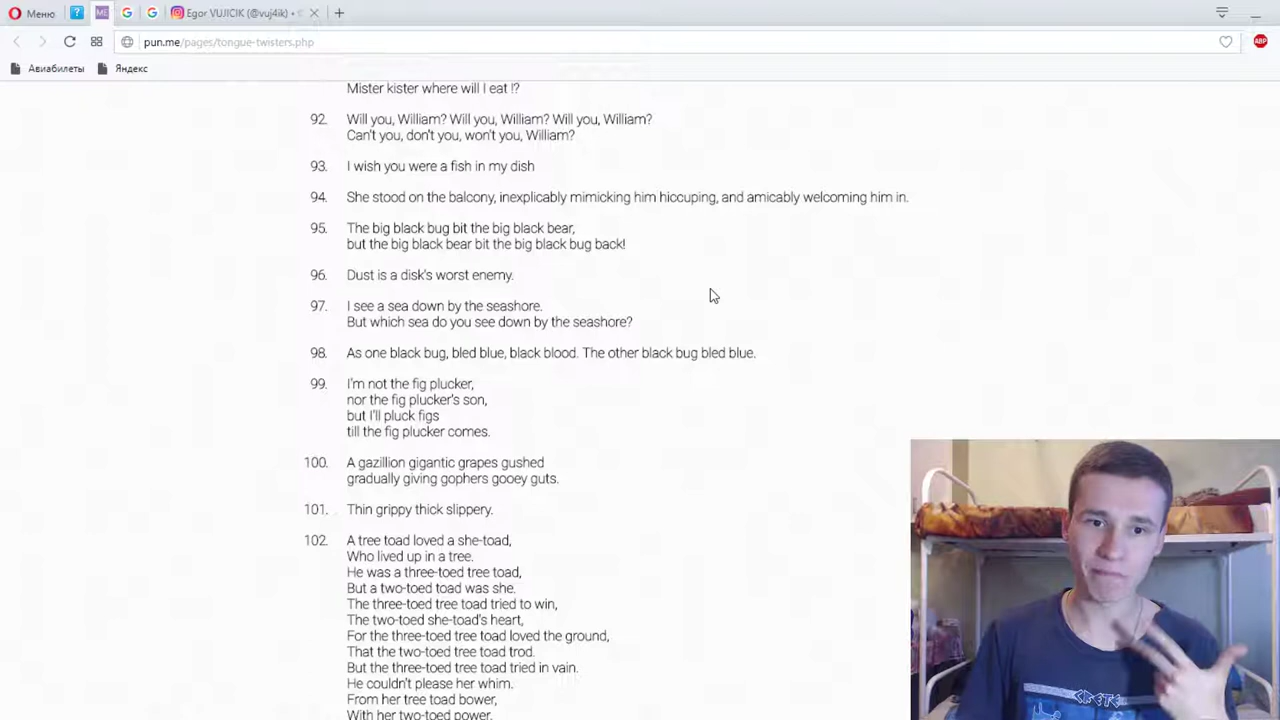 Меню
?
ME
G
G
Egor VUJICIK (@vuj4ik) •
pun.me/pages/tongue-twisters.php
ABP
Авиабилеты
Яндекс
Mister kister where will I eat !?
92. Will you, William? Will you, William? Will you, William?
Can't you, don't you, won't you, William?
93. I wish you were a fish in my dish
94. She stood on the balcony, inexplicably mimicking him hiccuping, and amicably welcoming him in.
95. The big black bug bit the big black bear,
but the big black bear bit the big black bug back!
96. Dust is a disk's worst enemy.
97. I see a sea down by the seashore.
But which sea do you see down by the seashore?
98. As one black bug, bled blue, black blood. The other black bug bled blue.
99. I'm not the fig plucker,
nor the fig plucker's son,
but I'll pluck figs
till the fig plucker comes.
100. A gazillion gigantic grapes gushed
gradually giving gophers gooey guts.
101. Thin grippy thick slippery.
102. A tree toad loved a she-toad,
Who lived up in a tree.
He was a three-toed tree toad,
But a two-toed toad was she.
The three-toed tree toad tried to win,
The two-toed she-toad's heart,
For the three-toed tree toad loved the ground,
That the two-toed tree toad trod.
But the three-toed tree toad tried in vain.
He couldn't please her whim.
From her tree toad bower,
With her two-toed power,
CRETE